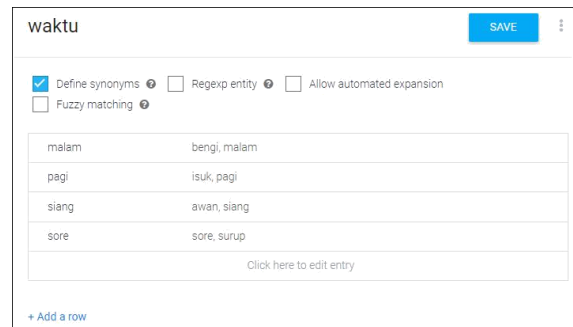 waktu SAVE
Define synonyms Regexp entity Allow automated expansion
Fuzzy matching
malam bengi, malam
pagi isuk, pagi
siang awan, siang
sore sore, surup
Click here to edit entry
+ Add a row